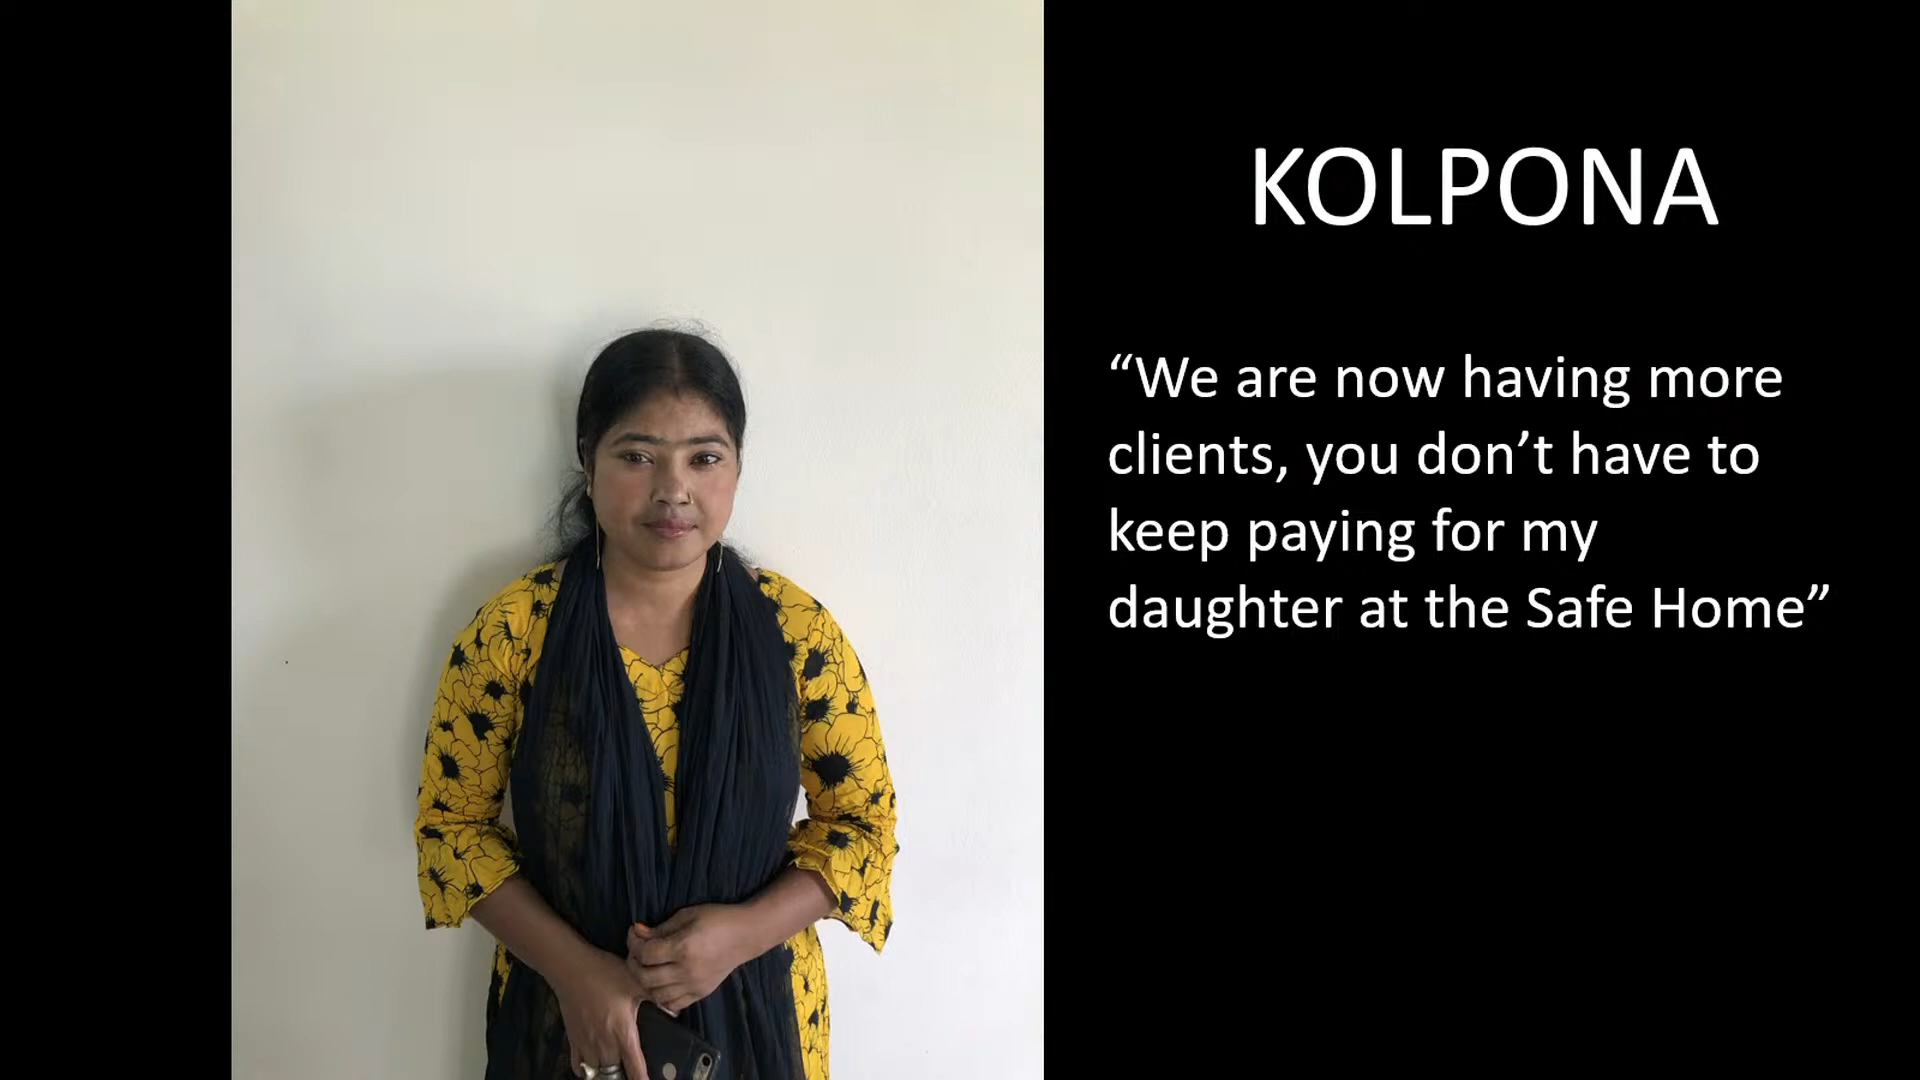 KOLPONA
“We are now having more
clients, you don’t have to
keep paying for my
daughter at the Safe Home”